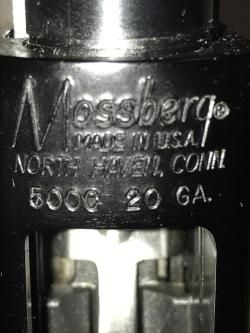 Mossberg®
MADE IN U.S.A.
NORTH HAVEN, CONN.
500C 20 GA.